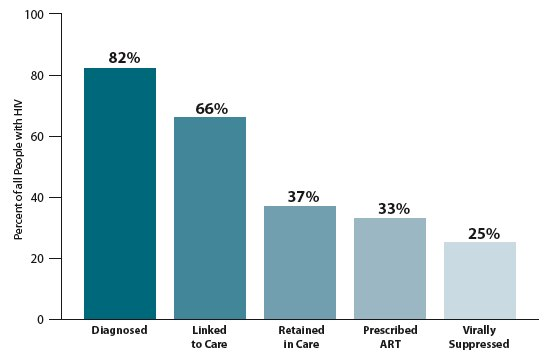 Percent of all People with HIV
100
80
60
40
20
0
82%
66%
37%
33%
25%
Diagnosed
Linked
to Care
Retained
in Care
Prescribed
ART
Virally
Suppressed